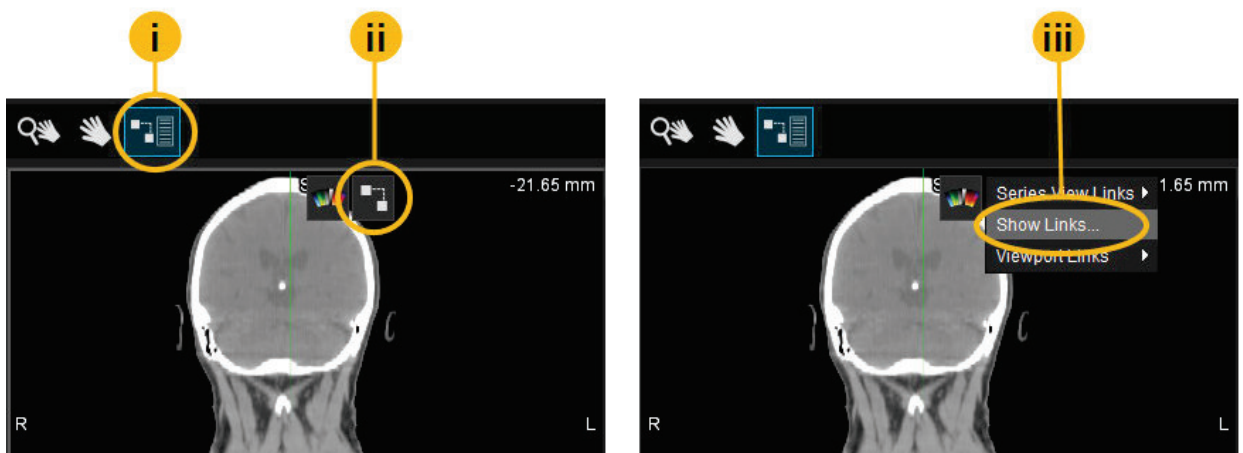 i
ii
iii
S
-21.65 mm
R
L
S
1.65 mm
Series View Links
Show Links...
Viewport Links
R
L